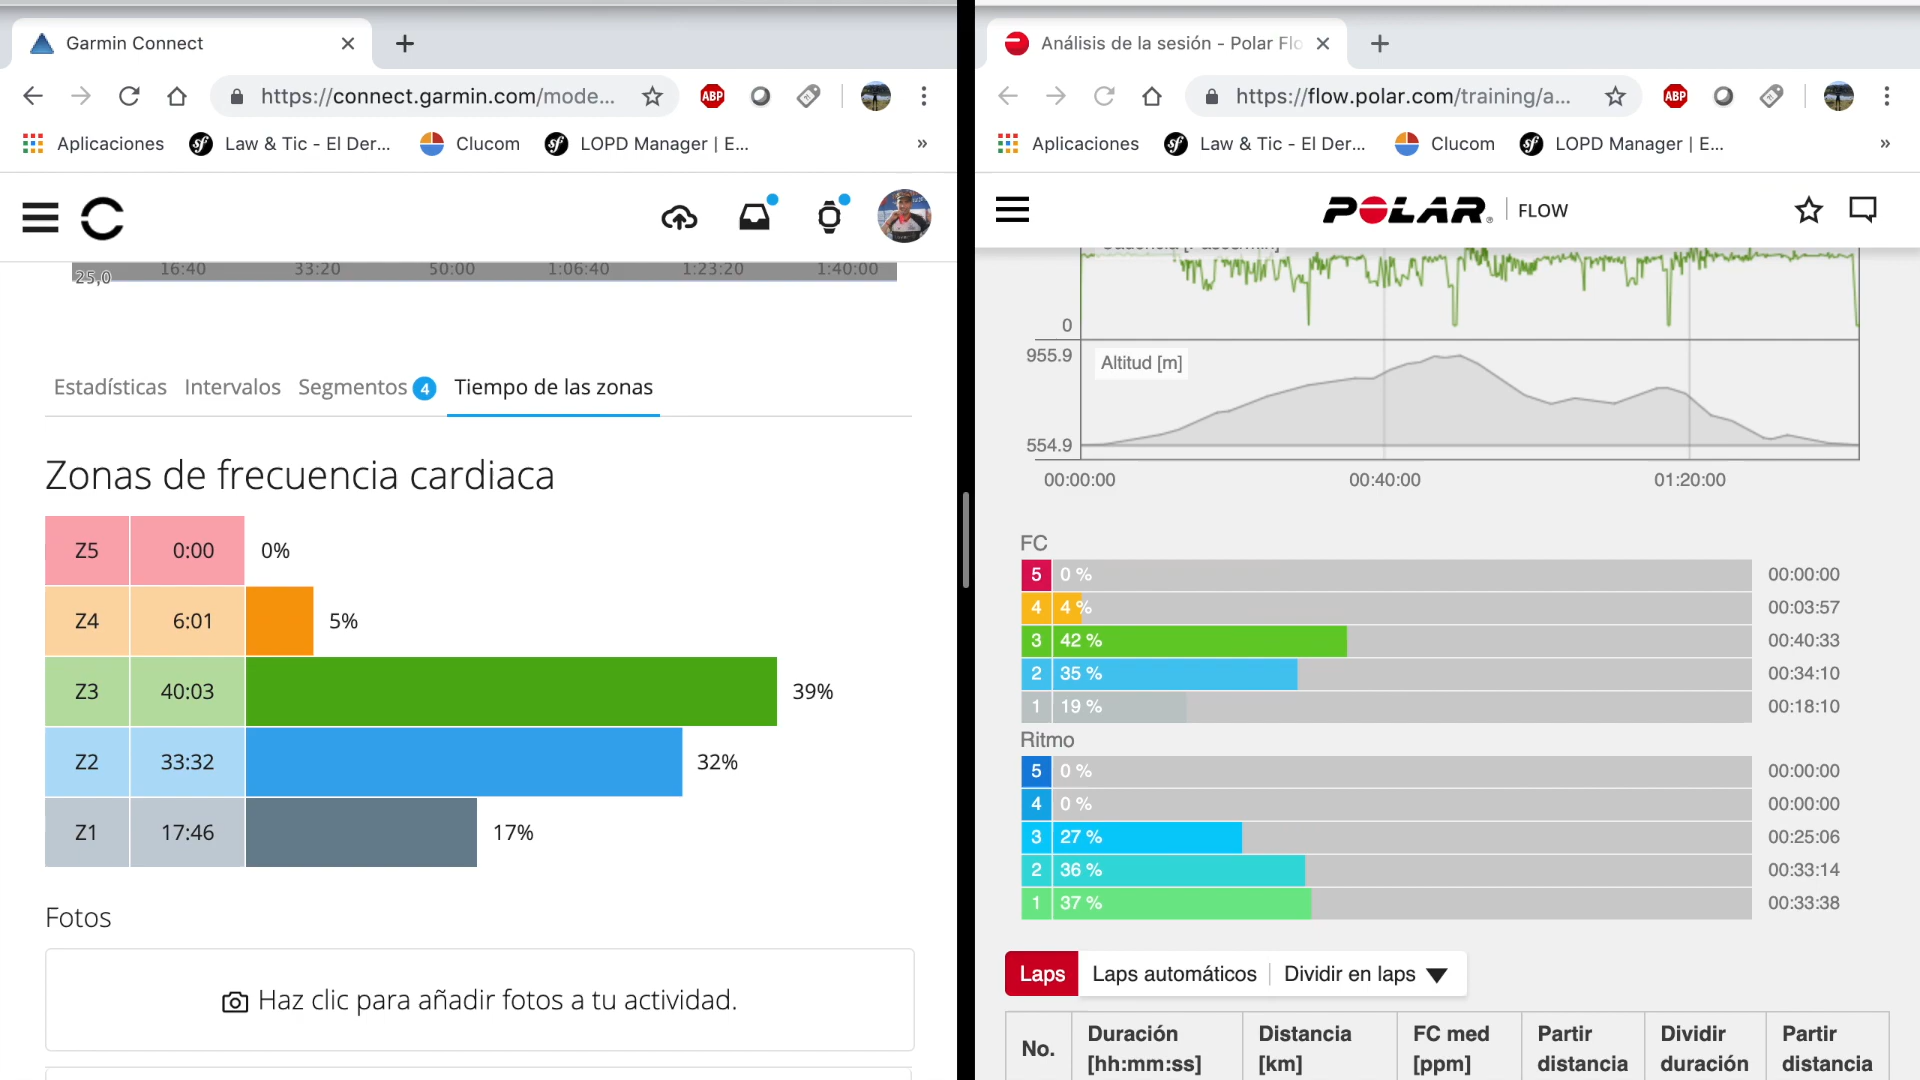 Garmin Connect
https://connect.garmin.com/mode...
ABP
Aplicaciones
Law & Tic - El Der...
Clucom
LOPD Manager | E...
»
25,0
16:40
33:20
50:00
1:06:40
1:23:20
1:40:00
Estadísticas
Intervalos
Segmentos 4
Tiempo de las zonas
Zonas de frecuencia cardiaca
Z5 0:00 0%
Z4 6:01 5%
Z3 40:03 39%
Z2 33:32 32%
Z1 17:46 17%
Fotos
Haz clic para añadir fotos a tu actividad.
Análisis de la sesión - Polar Flo
https://flow.polar.com/training/a...
ABP
Aplicaciones
Law & Tic - El Der...
Clucom
LOPD Manager | E...
»
POLAR FLOW
0
955.9
Altitud [m]
554.9
00:00:00
00:40:00
01:20:00
FC
5 0 % 00:00:00
4 4 % 00:03:57
3 42 % 00:40:33
2 35 % 00:34:10
1 19 % 00:18:10
Ritmo
5 0 % 00:00:00
4 0 % 00:00:00
3 27 % 00:25:06
2 36 % 00:33:14
1 37 % 00:33:38
Laps
Laps automáticos
Dividir en laps
No.
Duración
[hh:mm:ss]
Distancia
[km]
FC med
[ppm]
Partir
distancia
Dividir
duración
Partir
distancia